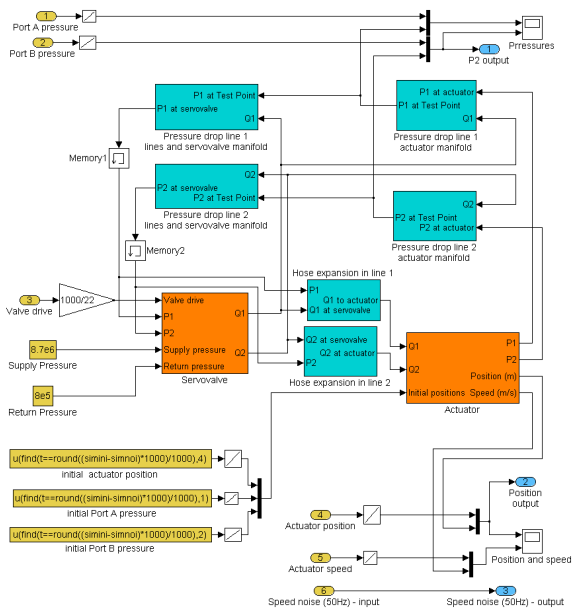 1
Port A pressure
2
Port B pressure
Prressures
1
P2 output
P1 at Test Point
P1 at servovalve
Q1
Pressure drop line 1
lines and servovalve manifold
P1 at actuator
P1 at Test Point
Q1
Pressure drop line 1
actuator manifold
Memory1
Q2
P2 at servovalve
P2 at Test Point
Pressure drop line 2
lines and servovalve manifold
Q2
P2 at Test Point
P2 at actuator
Pressure drop line 2
actuator manifold
Memory2
Hose expansion in line 1
P1
Q1 to actuator
Q1 at servovalve
3
Valve drive
1000/22
Valve drive
P1
P2
Supply pressure
Return pressure
Q1
Q2
Servovalve
8.7e6
Supply Pressure
8e5
Return Pressure
Q2 at servovalve
Q2 at actuator
P2
Hose expansion in line 2
Q1
Q2
Initial positions
P1
P2
Position (m)
Speed (m/s)
Actuator
u(find(t==round((simini-simnoi)*1000)/1000),4)
initial actuator position
u(find(t==round((simini-simnoi)*1000)/1000),1)
initial Port A pressure
u(find(t==round((simini-simnoi)*1000)/1000),2)
initial Port B pressure
4
Actuator position
2
Position
output
5
Actuator speed
Position and speed
6
Speed noise (50Hz) - input
3
Speed noise (50Hz) - output